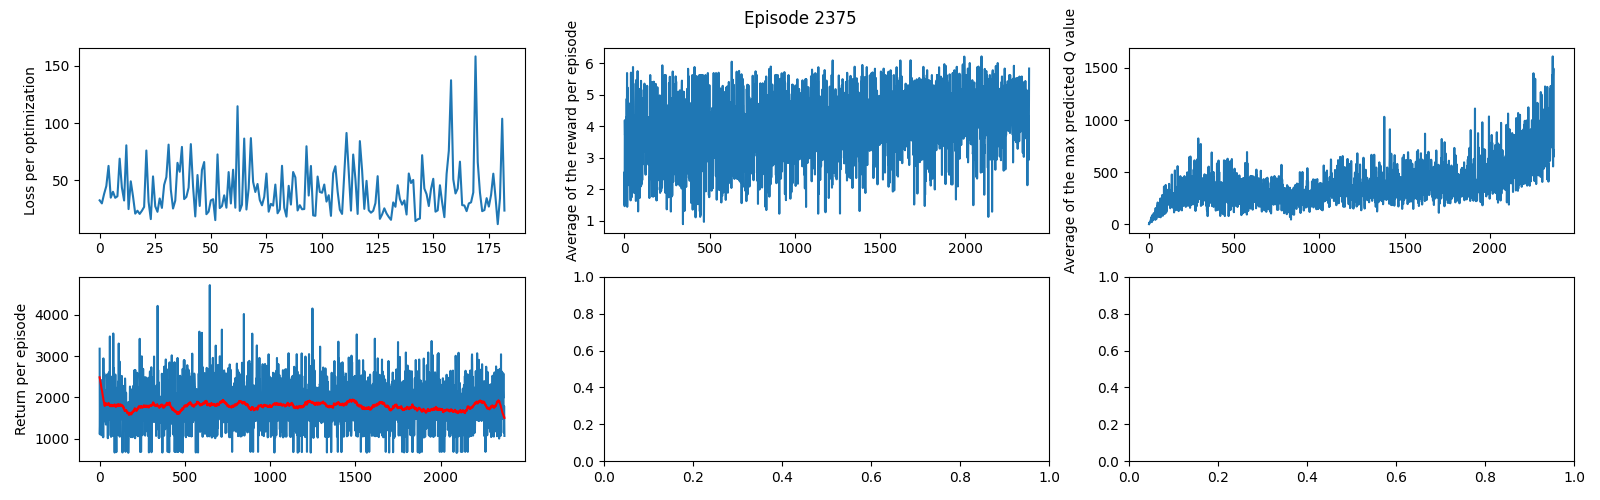 Episode 2375
Loss per optimization
150
100
50
0 25 50 75 100 125 150 175
Average of the reward per episode
6
5
4
3
2
1
0 500 1000 1500 2000
Average of the max predicted Q value
1500
1000
500
0
0 500 1000 1500 2000
Return per episode
4000
3000
2000
1000
0 500 1000 1500 2000
1.0
0.8
0.6
0.4
0.2
0.0
0.0 0.2 0.4 0.6 0.8 1.0
1.0
0.8
0.6
0.4
0.2
0.0
0.0 0.2 0.4 0.6 0.8 1.0